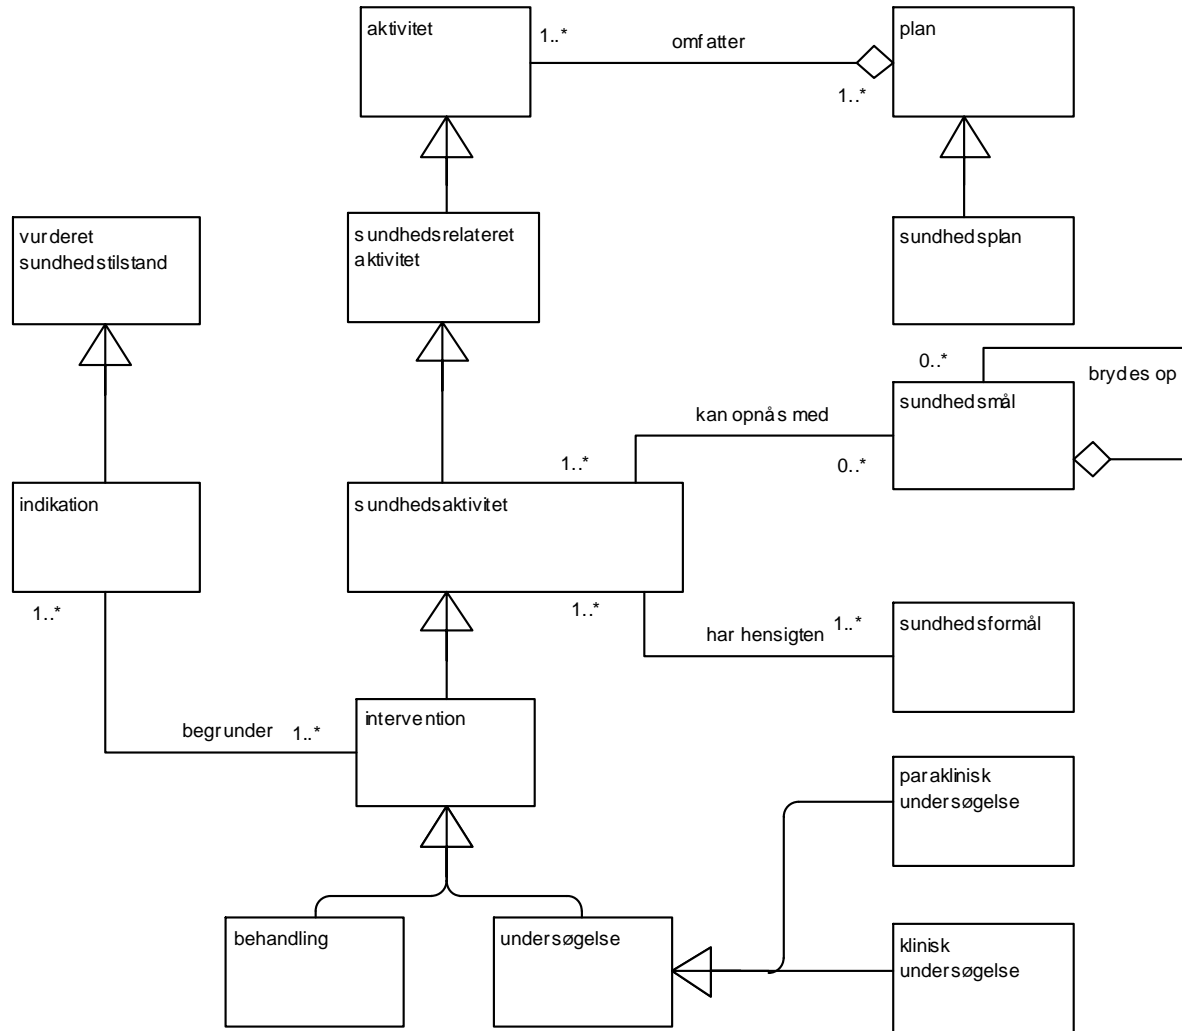 aktivitet
1..*
omfatter
1..*
plan
vurderet
sundhedstilstand
sundhedsrelateret
aktivitet
sundhedsplan
0..*
brydes op
sundhedsmål
kan opnås med
1..*
0..*
indikation
sundhedsaktivitet
1..*
1..*
har hensigten
1..*
sundhedsformål
intervention
begrunder
1..*
paraklinisk
undersøgelse
behandling
undersøgelse
klinisk
undersøgelse